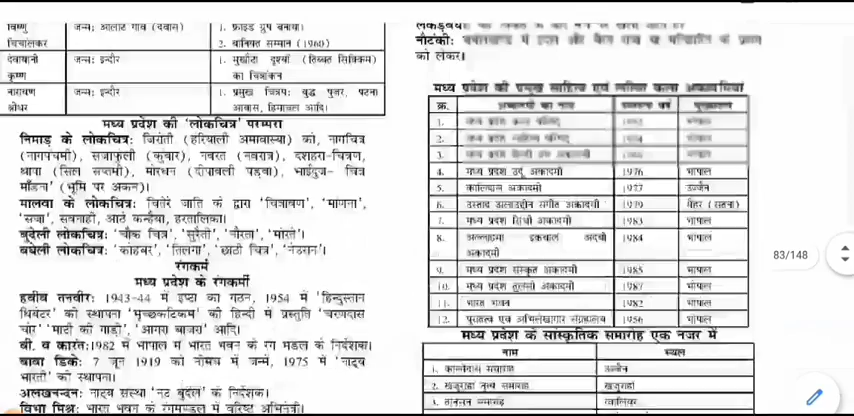 विष्णु
चिंचालकर
जन्म: आलोट गांव (देवास)
1. फ्राइडे ग्रुप बनाया।
2. वानियत सम्मान (1960)
देवयानी
कृष्ण
जन्म: इन्दौर
1. मुखौटा दृश्यों (तिब्बत सिक्किम)
का चित्रांकन
नारायण
श्रीधर
जन्म: इन्दौर
1. प्रमुख चित्रण: बुद्ध पटना
आवास, हिमाचल आदि।
मध्य प्रदेश की 'लोकचित्र' परम्परा
निमाड़ के लोकचित्र: जिरोती (हरियाली अमावास्या) को, नागचित्र
(नागपंचमी), सांजाफुली (कुंवार), नवरत (नवरात्र), दशहरा-चित्रण,
थापा (सिल सप्तमी), मोरधन (दीपावली पड़वा), भाईदूज- चित्र
माँडना (भूमि पर अंकन)।
मालवा के लोकचित्र: चितेरे जाति के द्वारा 'चित्रावण', 'माणना',
'सजा', सवनाही, आठे कन्हैया, हरतालिका।
बुंदेली लोकचित्र: 'चौक चित्र', 'सुरैती', 'नौरता', 'मोरते'।
बघेली लोकचित्र: 'कोहबर', 'तिलंगा', 'छठी चित्र', 'नेउरान'।
रंगकर्म
मध्य प्रदेश के रंगकर्मी
हबीब तनवीर: 1943-44 में इप्टा का गठन, 1954 में 'हिन्दुस्तान
थियेटर' की स्थापना 'मृच्छकटिकम' की हिन्दी में प्रस्तुति 'चरणदास
चोर' 'माटी की गाड़ी', 'आगरा बाजार' आदि।
बी. व कारंत:1982 में भोपाल में भारत भवन के रंग मंडल के निर्देशक।
बाबा डिके: 7 जून 1919 को नीमच में जन्मे, 1975 में 'नाट्य
भारती' की स्थापना।
अलखनन्दन: नाट्य संस्था 'नट बुंदेले' के निर्देशक।
विभा मिश्र: भारत भवन के रंगमण्डल में वरिष्ठ अभिनेत्री।
नौटंकी: में और
को लेकर।
मध्य प्रदेश की प्रमुख साहित्य एवं ललित कला अकादमियां
क्र.
1.
2.
3.
4. मध्य प्रदेश उर्दू अकादमी 1976 भोपाल
5. कालिदास अकादमी 1977 उज्जैन
6. उस्ताद अलाउद्दीन संगीत अकादमी 1979 मैहर (सतना)
7. मध्य प्रदेश सिंधी अकादमी 1983 भोपाल
8. अल्लामा इकबाल अदबी 1984 भोपाल
अकादमी
9. मध्य प्रदेश संस्कृत अकादमी 1985 भोपाल
10. मध्य प्रदेश तुलसी अकादमी 1987 भोपाल
11. भारत भवन 1982 भोपाल
12. पुरातत्व एवं अभिलेखागार संग्रहालय 1956 भोपाल
मध्य प्रदेश के सांस्कृतिक समारोह एक नजर में
नाम स्थल
1. कालिदास समारोह उज्जैन
2. खजुराहो नृत्य समारोह खजुराहो
3. तानसेन समारोह ग्वालियर
83/148